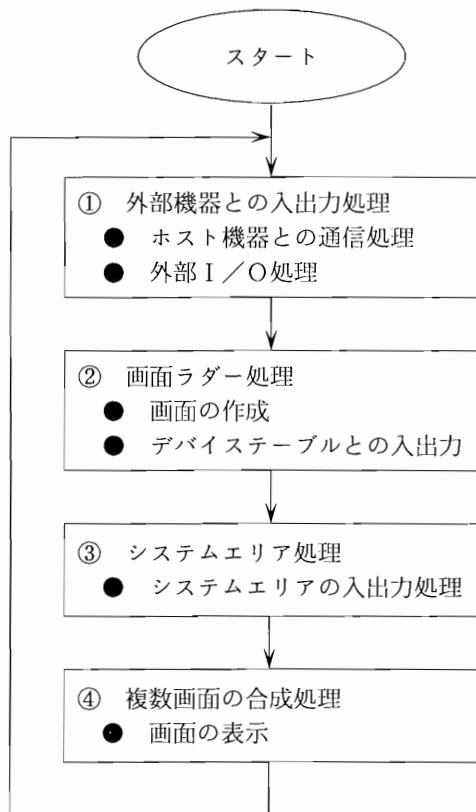 スタート
① 外部機器との入出力処理
● ホスト機器との通信処理
● 外部I/O処理
② 画面ラダー処理
● 画面の作成
● デバイステーブルとの入出力
③ システムエリア処理
● システムエリアの入出力処理
④ 複数画面の合成処理
● 画面の表示